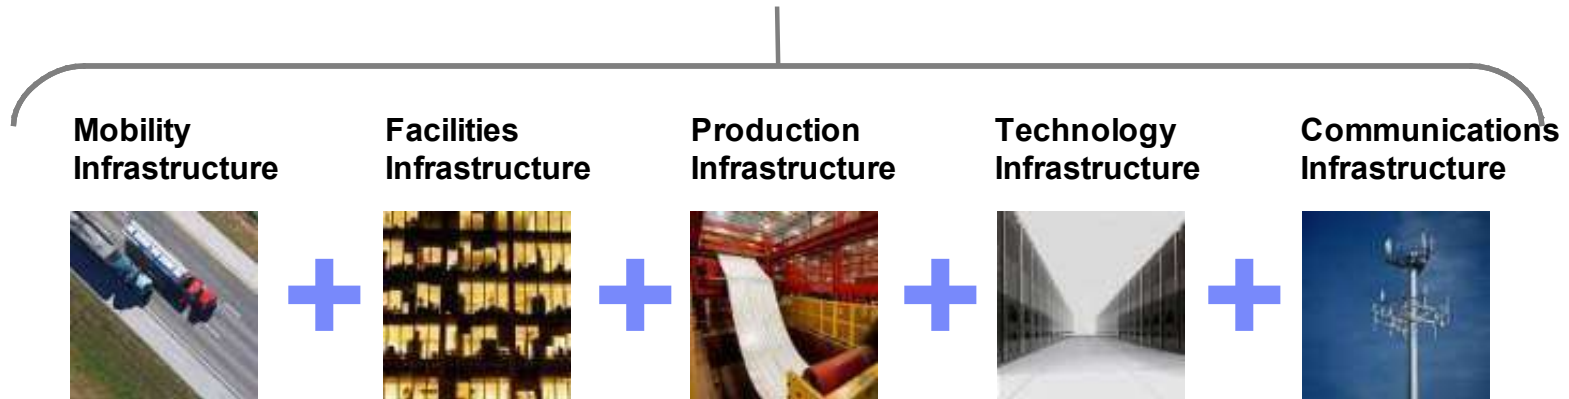 Mobility
Infrastructure
Facilities
Infrastructure
Production
Infrastructure
Technology
Infrastructure
Communications
Infrastructure